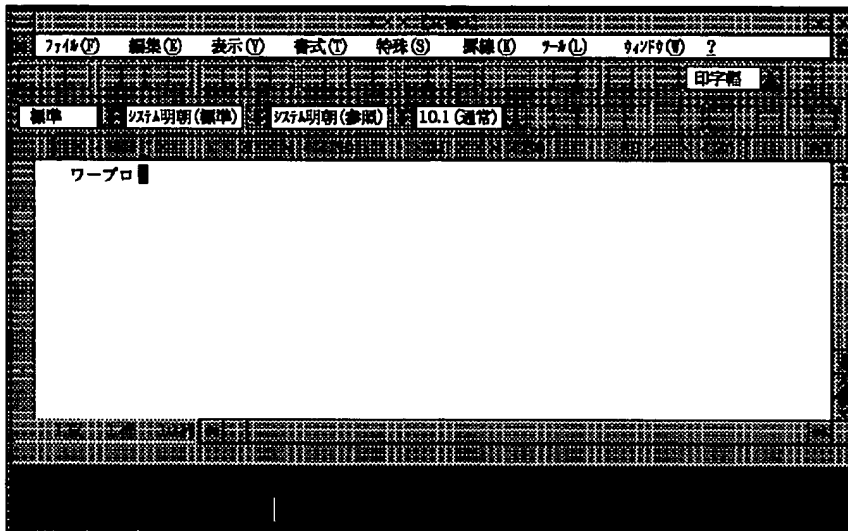 ファイル(F) 編集(E) 表示(V) 書式(T) 特殊(S) 罫線(K) ツール(L) ウィンドウ(W) ?
印字幅
標準 システム明朝(標準) システム明朝(参照) 10.1(通常)
ワープロ